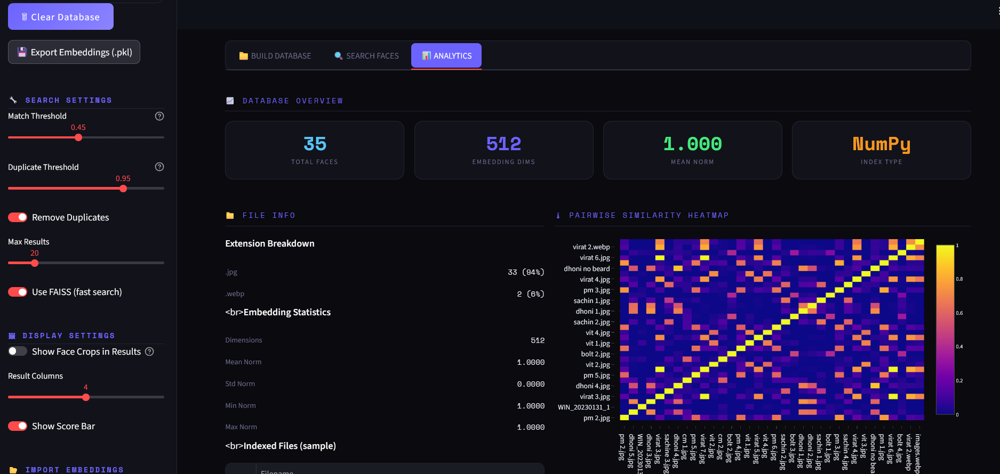 Clear Database
Export Embeddings (.pkl)
SEARCH SETTINGS
Match Threshold
0.45
Duplicate Threshold
0.95
Remove Duplicates
Max Results
20
Use FAISS (fast search)
DISPLAY SETTINGS
Show Face Crops in Results
Result Columns
4
Show Score Bar
IMPORT EMBEDDINGS
BUILD DATABASE
SEARCH FACES
ANALYTICS
DATABASE OVERVIEW
35
TOTAL FACES
512
EMBEDDING DIMS
1.000
MEAN NORM
NumPy
INDEX TYPE
FILE INFO
Extension Breakdown
.jpg 33 (94%)
.webp 2 (6%)
<br>Embedding Statistics
Dimensions 512
Mean Norm 1.0000
Std Norm 0.0000
Min Norm 1.0000
Max Norm 1.0000
<br>Indexed Files (sample)
Filename
PAIRWISE SIMILARITY HEATMAP
virat 2.webp
virat 6.jpg
dhoni no beard
virat 4.jpg
pm 3.jpg
sachin 1.jpg
dhoni 1.jpg
sachin 2.jpg
vit 4.jpg
vit 1.jpg
bolt 2.jpg
vit 2.jpg
pm 5.jpg
dhoni 4.jpg
virat 3.jpg
WIN_20230131_1
pm 2.jpg
pm 2.jpg
dhoni 5.jpg
WIN_2023013
dhoni 3.jpg
virat 3.jpg
sachine 3.jpg
dhoni 4.jpg
cm 1.jpg
pm 5.jpg
virat 7.jpg
vit 2.jpg
cm 2.jpg
bolt 2.jpg
pm 4.jpg
vit 1.jpg
virat 5.jpg
vit 4.jpg
pm 6.jpg
sachin 2.jpg
bolt 3.jpg
dhoni 1.jpg
dhoni 2.jpg
sachin 1.jpg
bolt 1.jpg
pm 3.jpg
sachin 4.jpg
virat 4.jpg
vit 3.jpg
dhoni no bea
pm 1.jpg
virat 6.jpg
bolt 4.jpg
virat 2.webp
images.webp
1
0.8
0.6
0.4
0.2
0